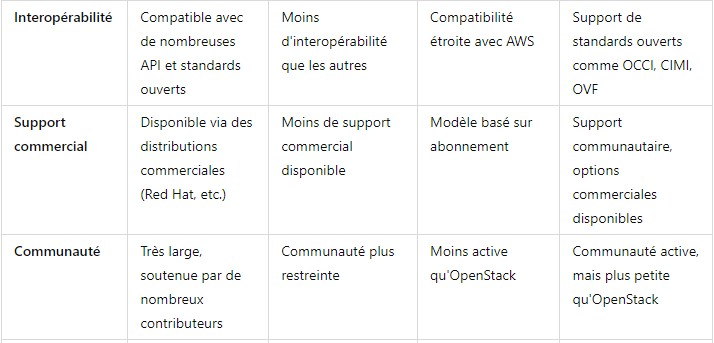 Interopérabilité
Compatible avec
de nombreuses
API et standards
ouverts
Moins
d'interopérabilité
que les autres
Compatibilité
étroite avec AWS
Support de
standards ouverts
comme OCCI, CIMI,
OVF
Support
commercial
Disponible via des
distributions
commerciales
(Red Hat, etc.)
Moins de support
commercial
disponible
Modèle basé sur
abonnement
Support
communautaire,
options
commerciales
disponibles
Communauté
Très large,
soutenue par de
nombreux
contributeurs
Communauté plus
restreinte
Moins active
qu'OpenStack
Communauté active,
mais plus petite
qu'OpenStack